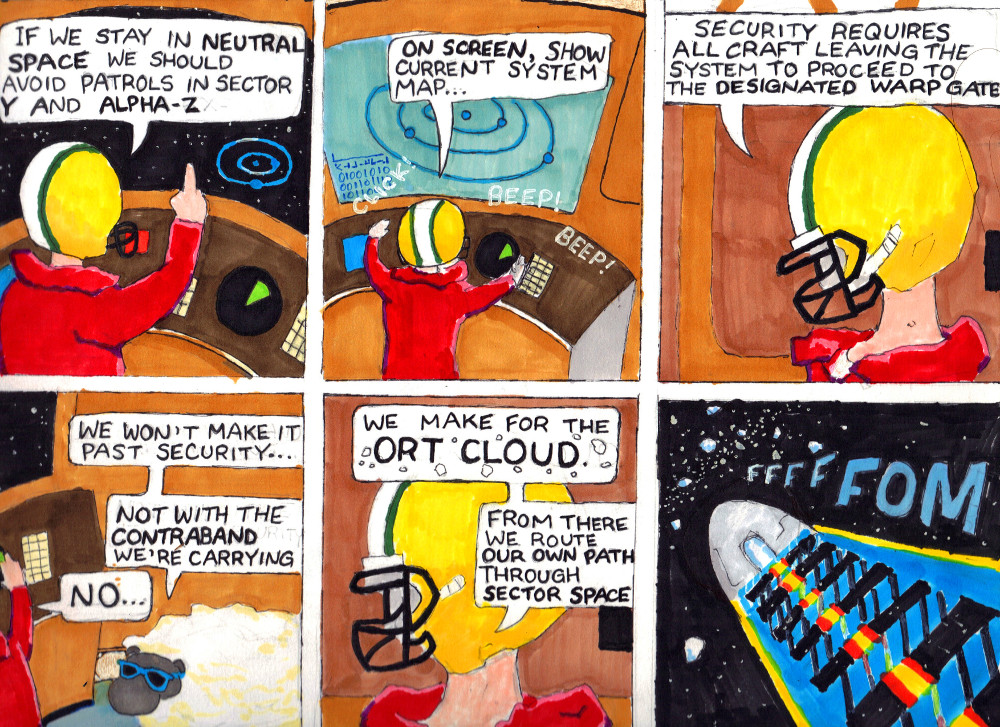 IF WE STAY IN NEUTRAL
SPACE WE SHOULD
AVOID PATROLS IN SECTOR
Y AND ALPHA-Z
ON SCREEN, SHOW
CURRENT SYSTEM
MAP...
01001010
CLICK!
BEEP!
BEEP!
SECURITY REQUIRES
ALL CRAFT LEAVING THE
SYSTEM TO PROCEED TO
THE DESIGNATED WARP GATE
WE WON'T MAKE IT
PAST SECURITY...
NOT WITH THE
CONTRABAND
WE'RE CARRYING
NO...
WE MAKE FOR THE
ORT CLOUD.
FROM THERE
WE ROUTE
OUR OWN PATH
THROUGH
SECTOR SPACE
FFFFFOM